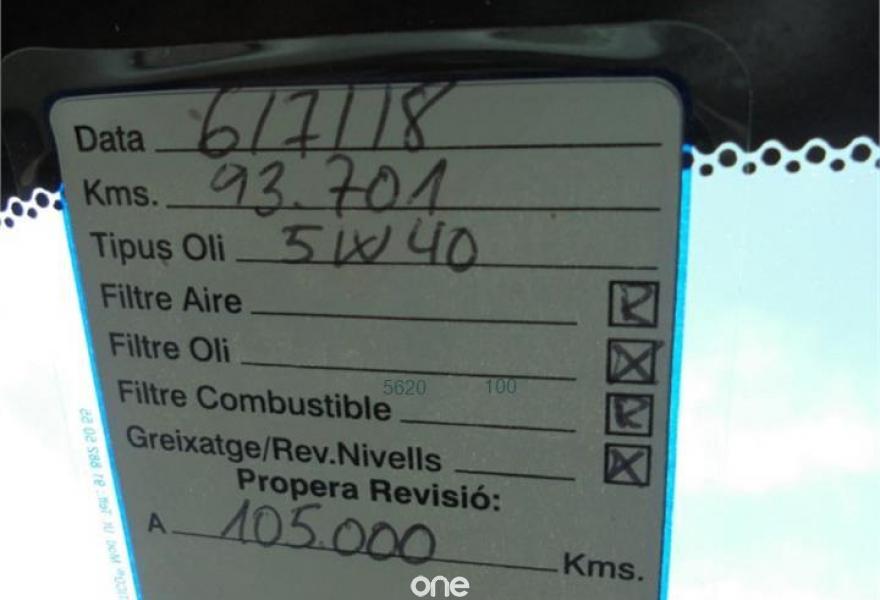 Data 6/7/18
Kms. 93.701
Tipus Oli 5W40
Filtre Aire R
Filtre Oli X
5620 100
Filtre Combustible R
Greixatge/Rev.Nivells X
Propera Revisió:
A 105.000 Kms.
one